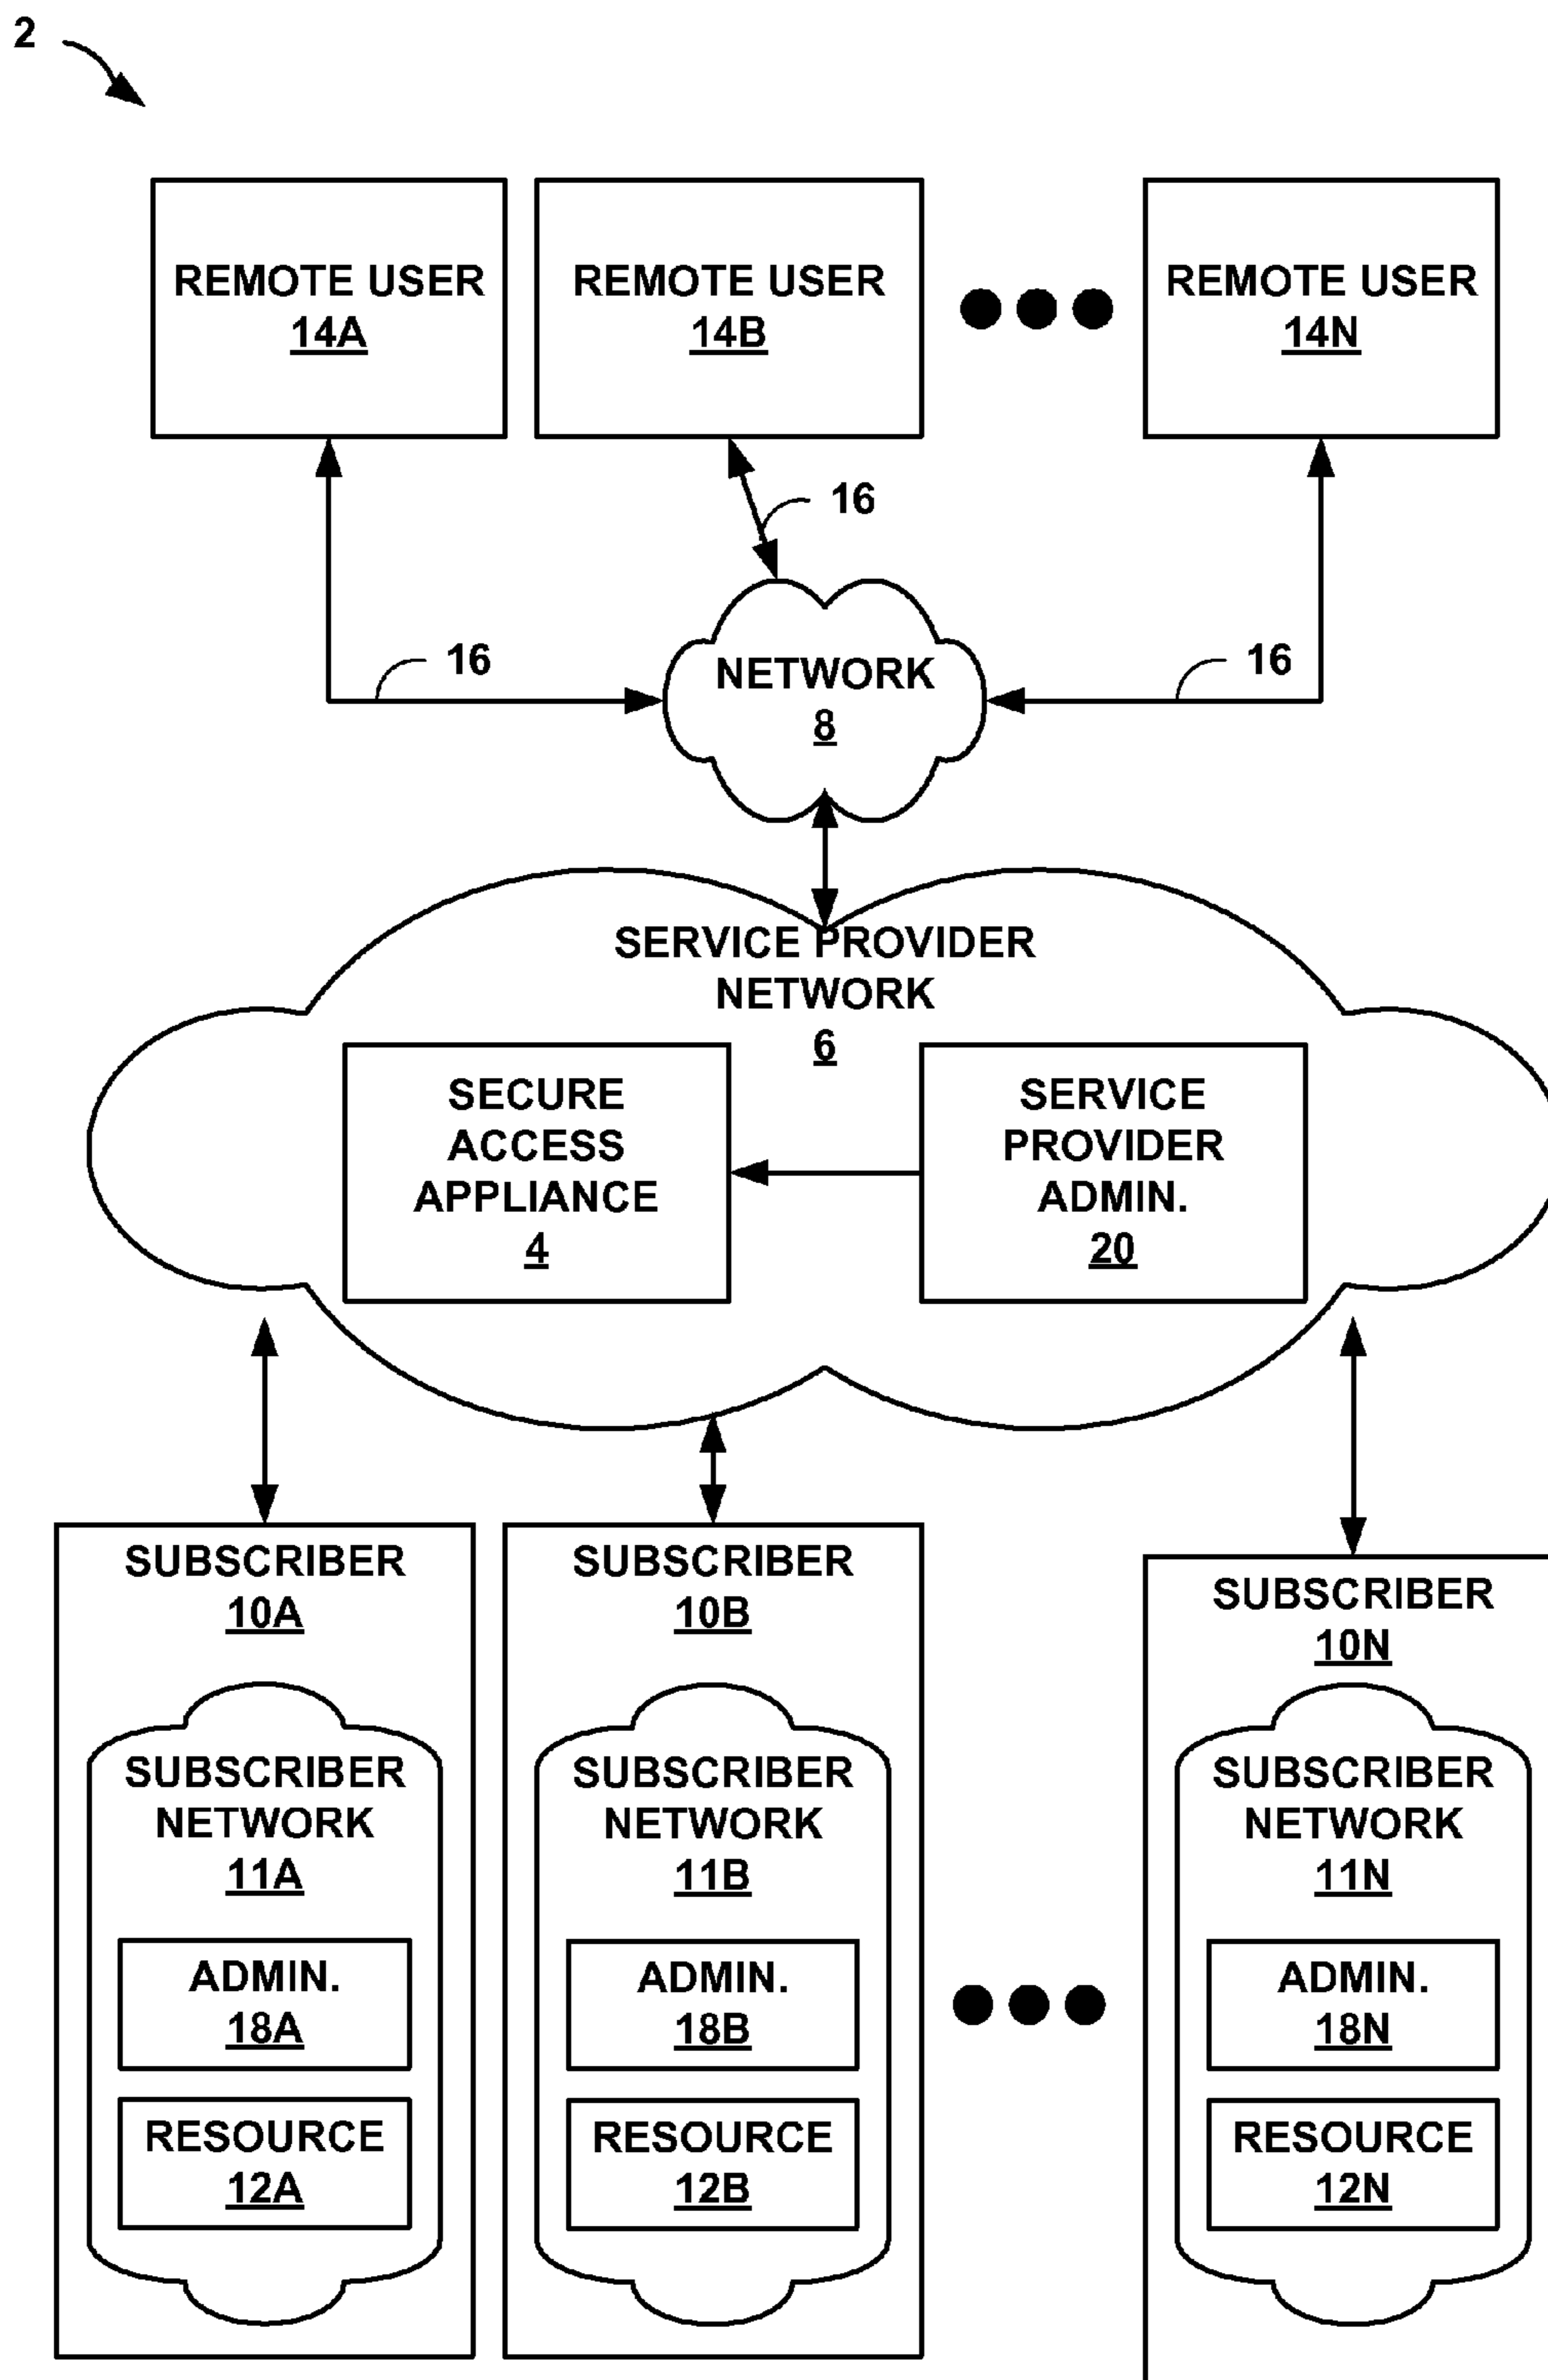 2
REMOTE USER
14A
REMOTE USER
14B
REMOTE USER
14N
16
16
16
NETWORK
8
SERVICE PROVIDER
NETWORK
6
SECURE
ACCESS
APPLIANCE
4
SERVICE
PROVIDER
ADMIN.
20
SUBSCRIBER
10A
SUBSCRIBER
NETWORK
11A
ADMIN.
18A
RESOURCE
12A
SUBSCRIBER
10B
SUBSCRIBER
NETWORK
11B
ADMIN.
18B
RESOURCE
12B
SUBSCRIBER
10N
SUBSCRIBER
NETWORK
11N
ADMIN.
18N
RESOURCE
12N